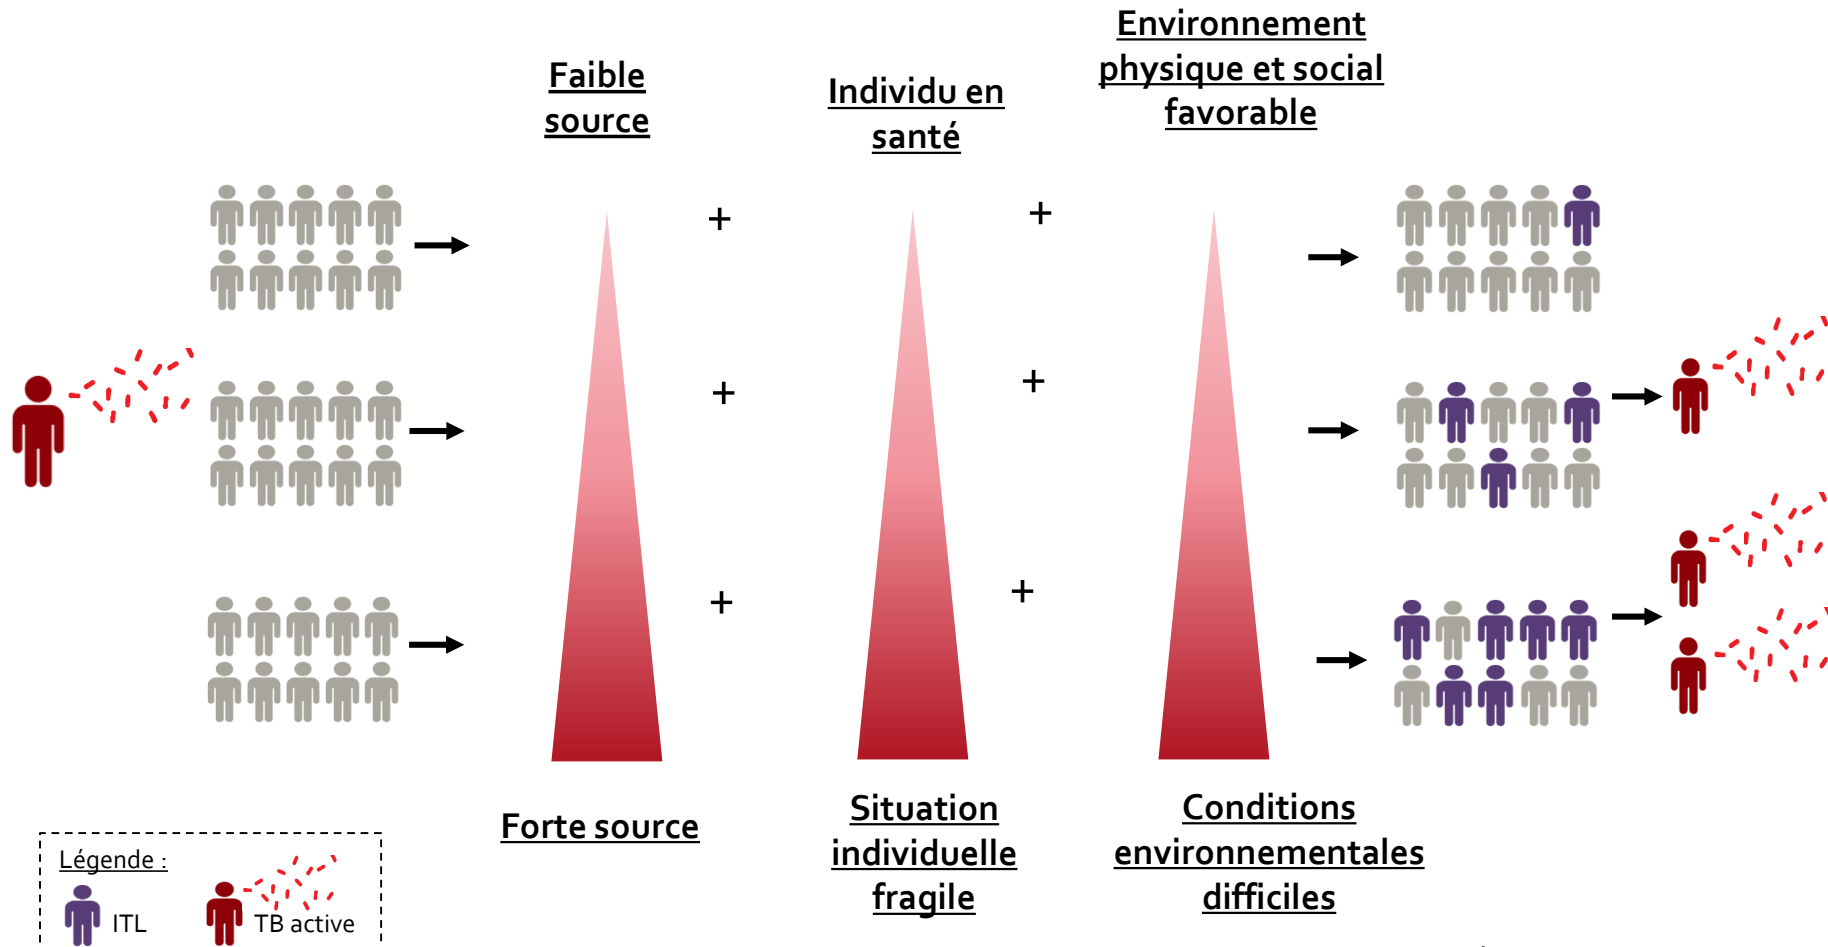 Faible
source
Individu en
santé
Environnement
physique et social
favorable
+
+
+
+
+
+
Forte source
Situation
individuelle
fragile
Conditions
environnementales
difficiles
Légende :
ITL
TB active